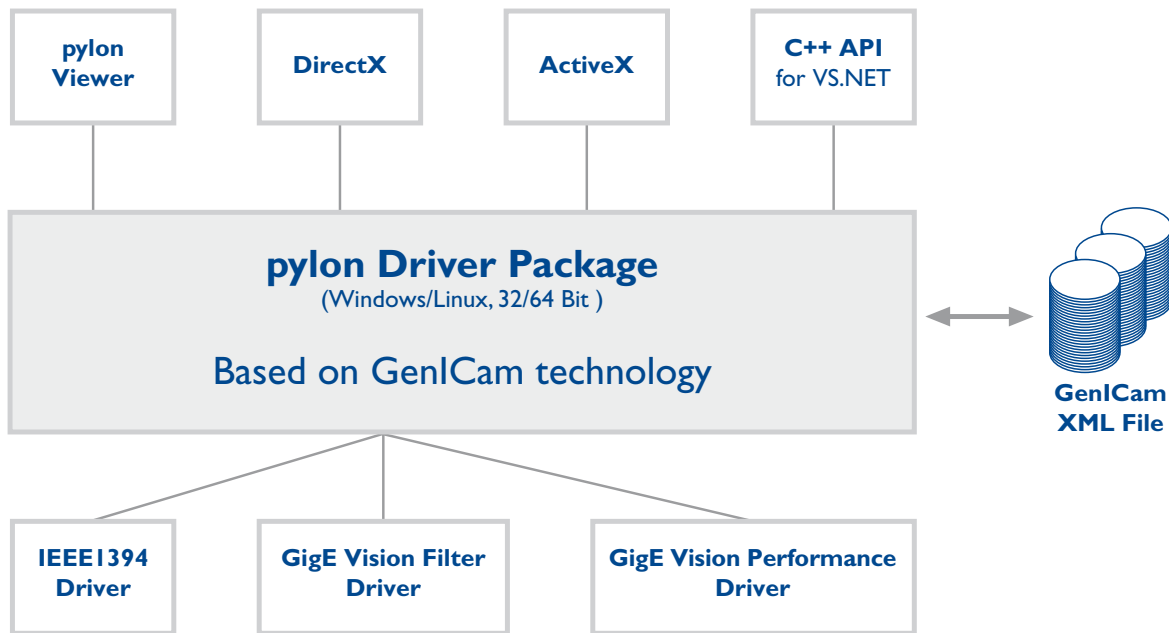 pylon
Viewer
DirectX
ActiveX
C++ API
for VS.NET
pylon Driver Package
(Windows/Linux, 32/64 Bit )
Based on GenICam technology
GenICam
XML File
IEEE1394
Driver
GigE Vision Filter
Driver
GigE Vision Performance
Driver